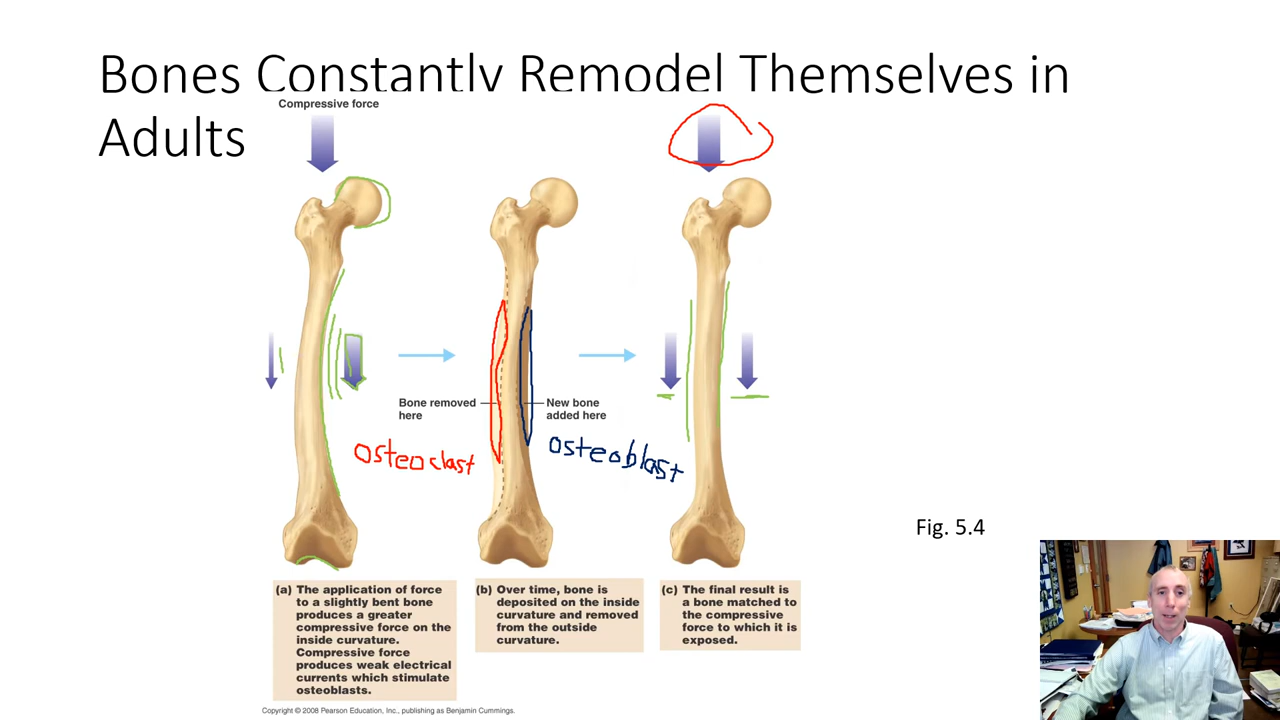 Bones Constantly Remodel Themselves in
Adults
Compressive force
Bone removed
here
New bone
added here
osteoclast
osteoblast
Fig. 5.4
(a) The application of force
to a slightly bent bone
produces a greater
compressive force on the
inside curvature.
Compressive force
produces weak electrical
currents which stimulate
osteoblasts.
(b) Over time, bone is
deposited on the inside
curvature and removed
from the outside
curvature.
(c) The final result is
a bone matched to
the compressive
force to which it is
exposed.
Copyright © 2008 Pearson Education, Inc., publishing as Benjamin Cummings.